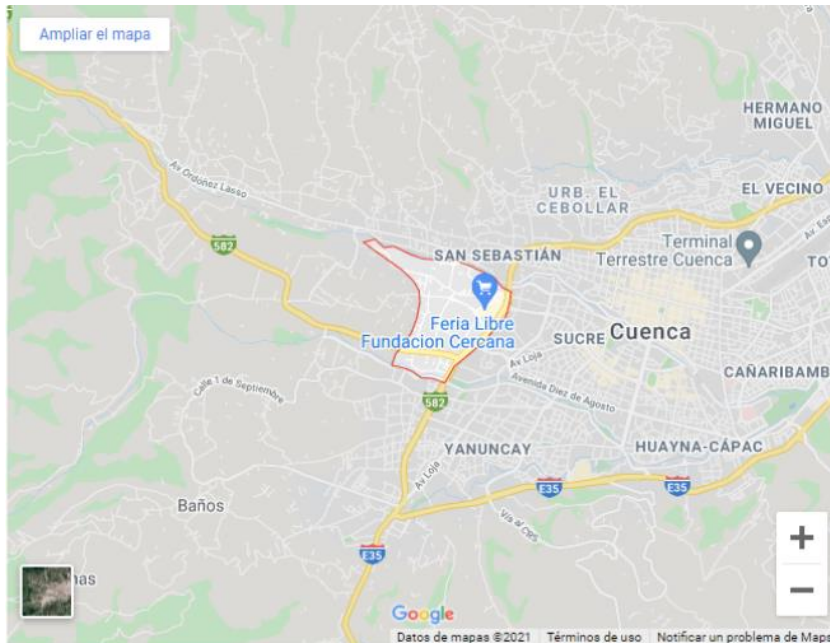 Ampliar el mapa
HERMANO
MIGUEL
Av Ordóñez Lasso
URB. EL
CEBOLLAR
EL VECINO
582
SAN SEBASTIÁN
Terminal
Terrestre Cuenca
Feria Libre
Fundacion Cercana
SUCRE
Cuenca
Av Loja
Avenida Diez de Agosto
CAÑARIBAMB
Calle 1 de Septiembre
582
YANUNCAY
HUAYNA-CÁPAC
Av Loja
E35
E35
Baños
E35
Google
Datos de mapas ©2021
Términos de uso
Notificar un problema de Maps